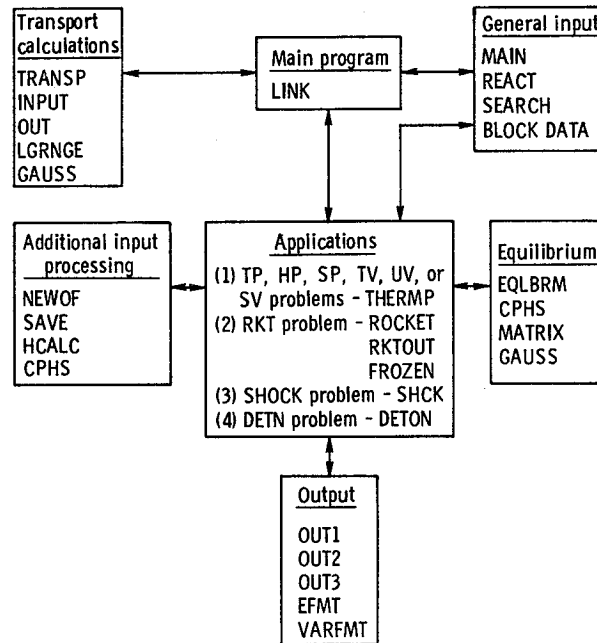 Transport
calculations
TRANSP
INPUT
OUT
LGRNGE
GAUSS
Main program
LINK
General input
MAIN
REACT
SEARCH
BLOCK DATA
Additional input
processing
NEWOF
SAVE
HCALC
CPHS
Applications
(1) TP, HP, SP, TV, UV, or
SV problems - THERMP
(2) RKT problem - ROCKET
RKTOUT
FROZEN
(3) SHOCK problem - SHCK
(4) DETN problem - DETON
Equilibrium
EQLBRM
CPHS
MATRIX
GAUSS
Output
OUT1
OUT2
OUT3
EFMT
VARFMT